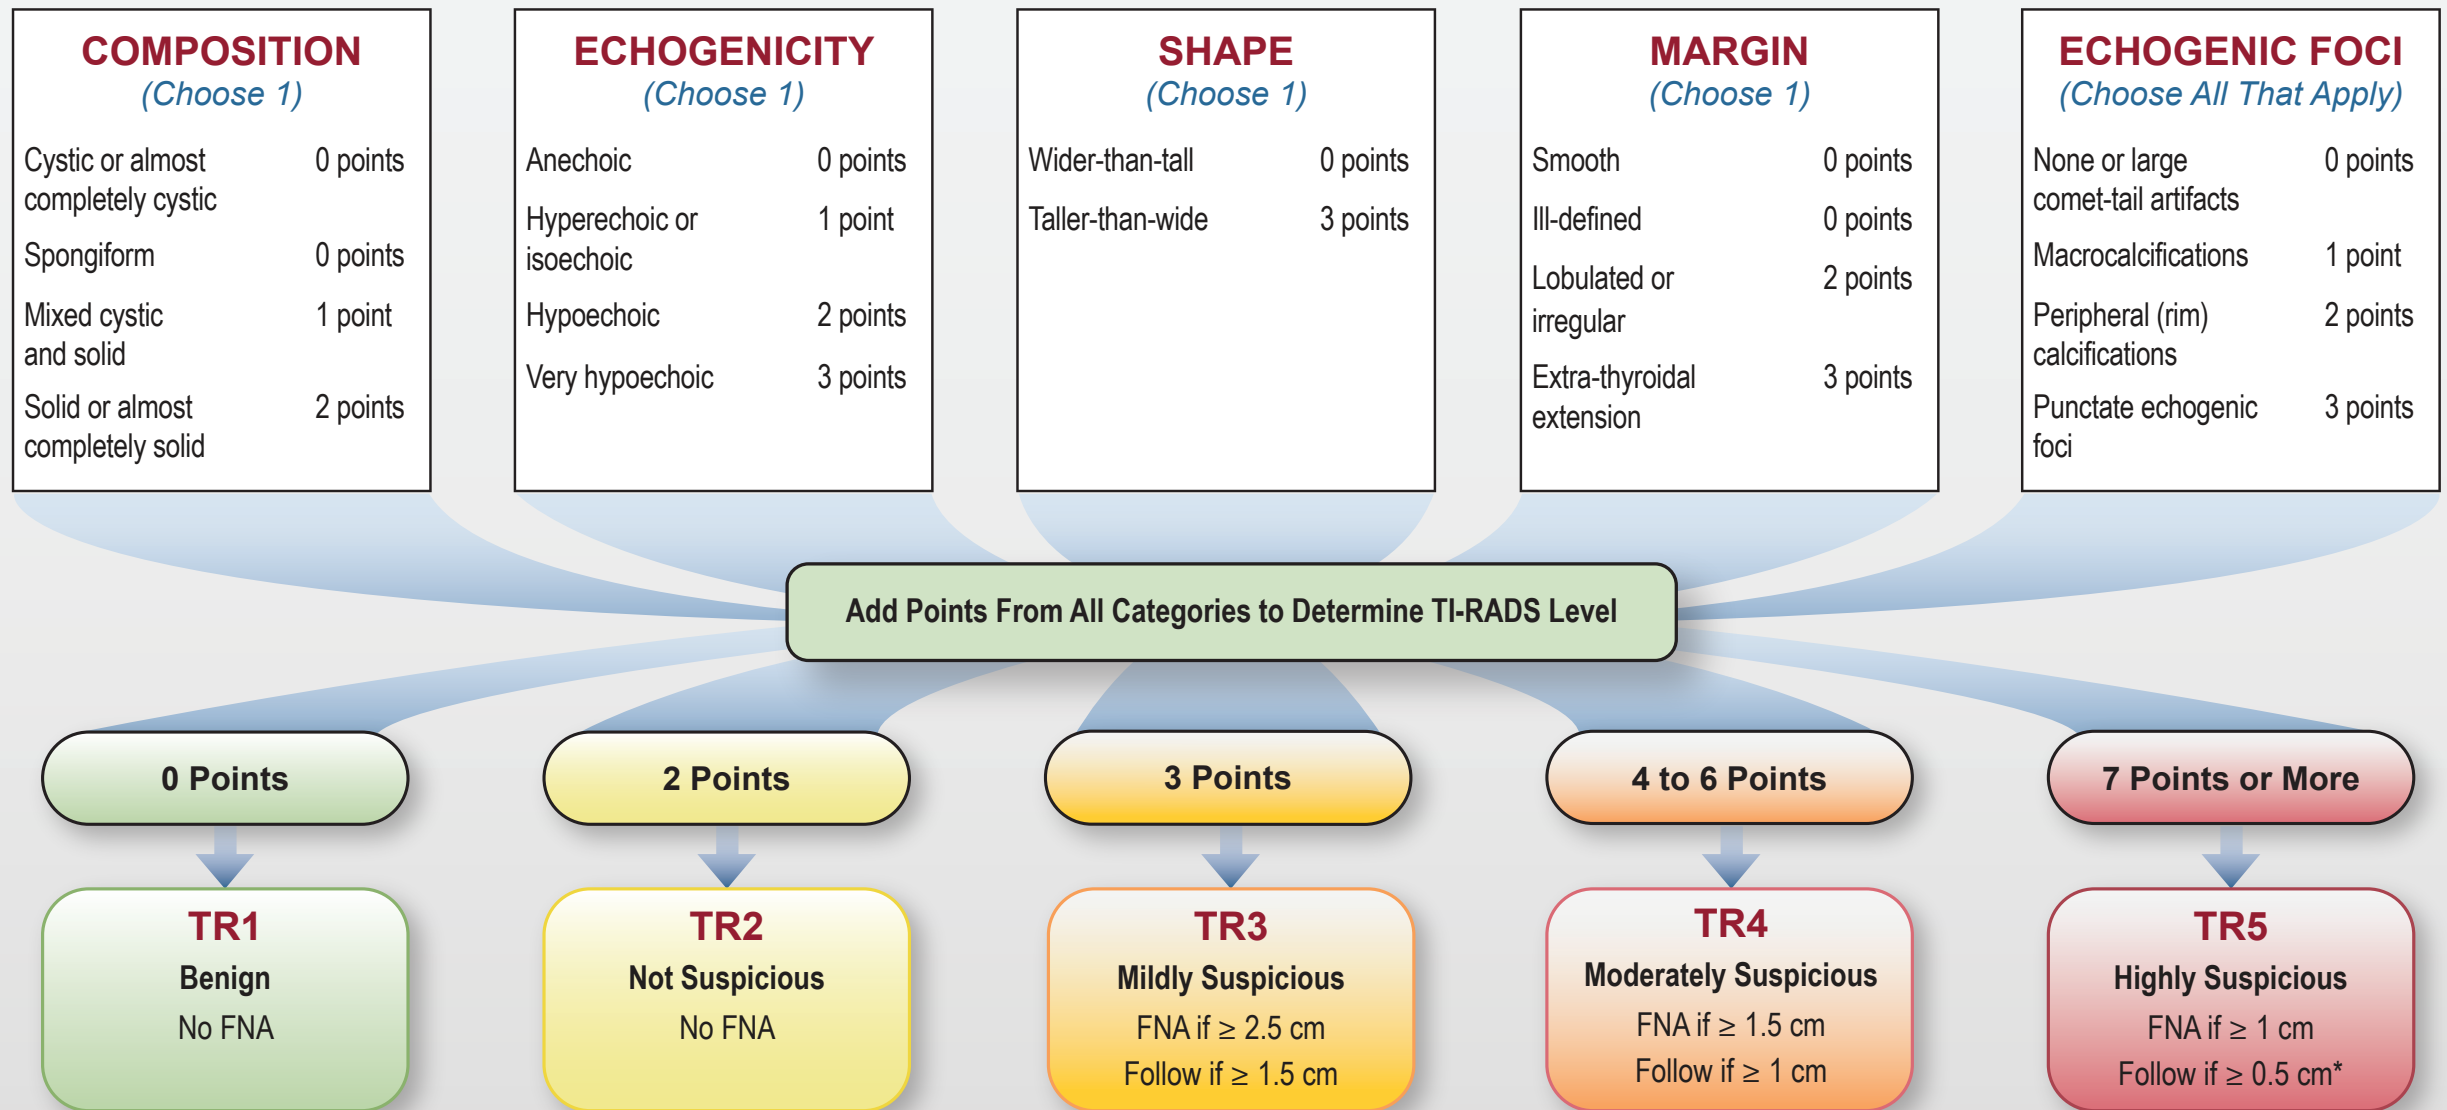 COMPOSITION
(Choose 1)
Cystic or almost 0 points
completely cystic
Spongiform 0 points
Mixed cystic 1 point
and solid
Solid or almost 2 points
completely solid
ECHOGENICITY
(Choose 1)
Anechoic 0 points
Hyperechoic or 1 point
isoechoic
Hypoechoic 2 points
Very hypoechoic 3 points
SHAPE
(Choose 1)
Wider-than-tall 0 points
Taller-than-wide 3 points
MARGIN
(Choose 1)
Smooth 0 points
Ill-defined 0 points
Lobulated or 2 points
irregular
Extra-thyroidal 3 points
extension
ECHOGENIC FOCI
(Choose All That Apply)
None or large 0 points
comet-tail artifacts
Macrocalcifications 1 point
Peripheral (rim) 2 points
calcifications
Punctate echogenic 3 points
foci
Add Points From All Categories to Determine TI-RADS Level
0 Points
2 Points
3 Points
4 to 6 Points
7 Points or More
TR1
Benign
No FNA
TR2
Not Suspicious
No FNA
TR3
Mildly Suspicious
FNA if ≥ 2.5 cm
Follow if ≥ 1.5 cm
TR4
Moderately Suspicious
FNA if ≥ 1.5 cm
Follow if ≥ 1 cm
TR5
Highly Suspicious
FNA if ≥ 1 cm
Follow if ≥ 0.5 cm*